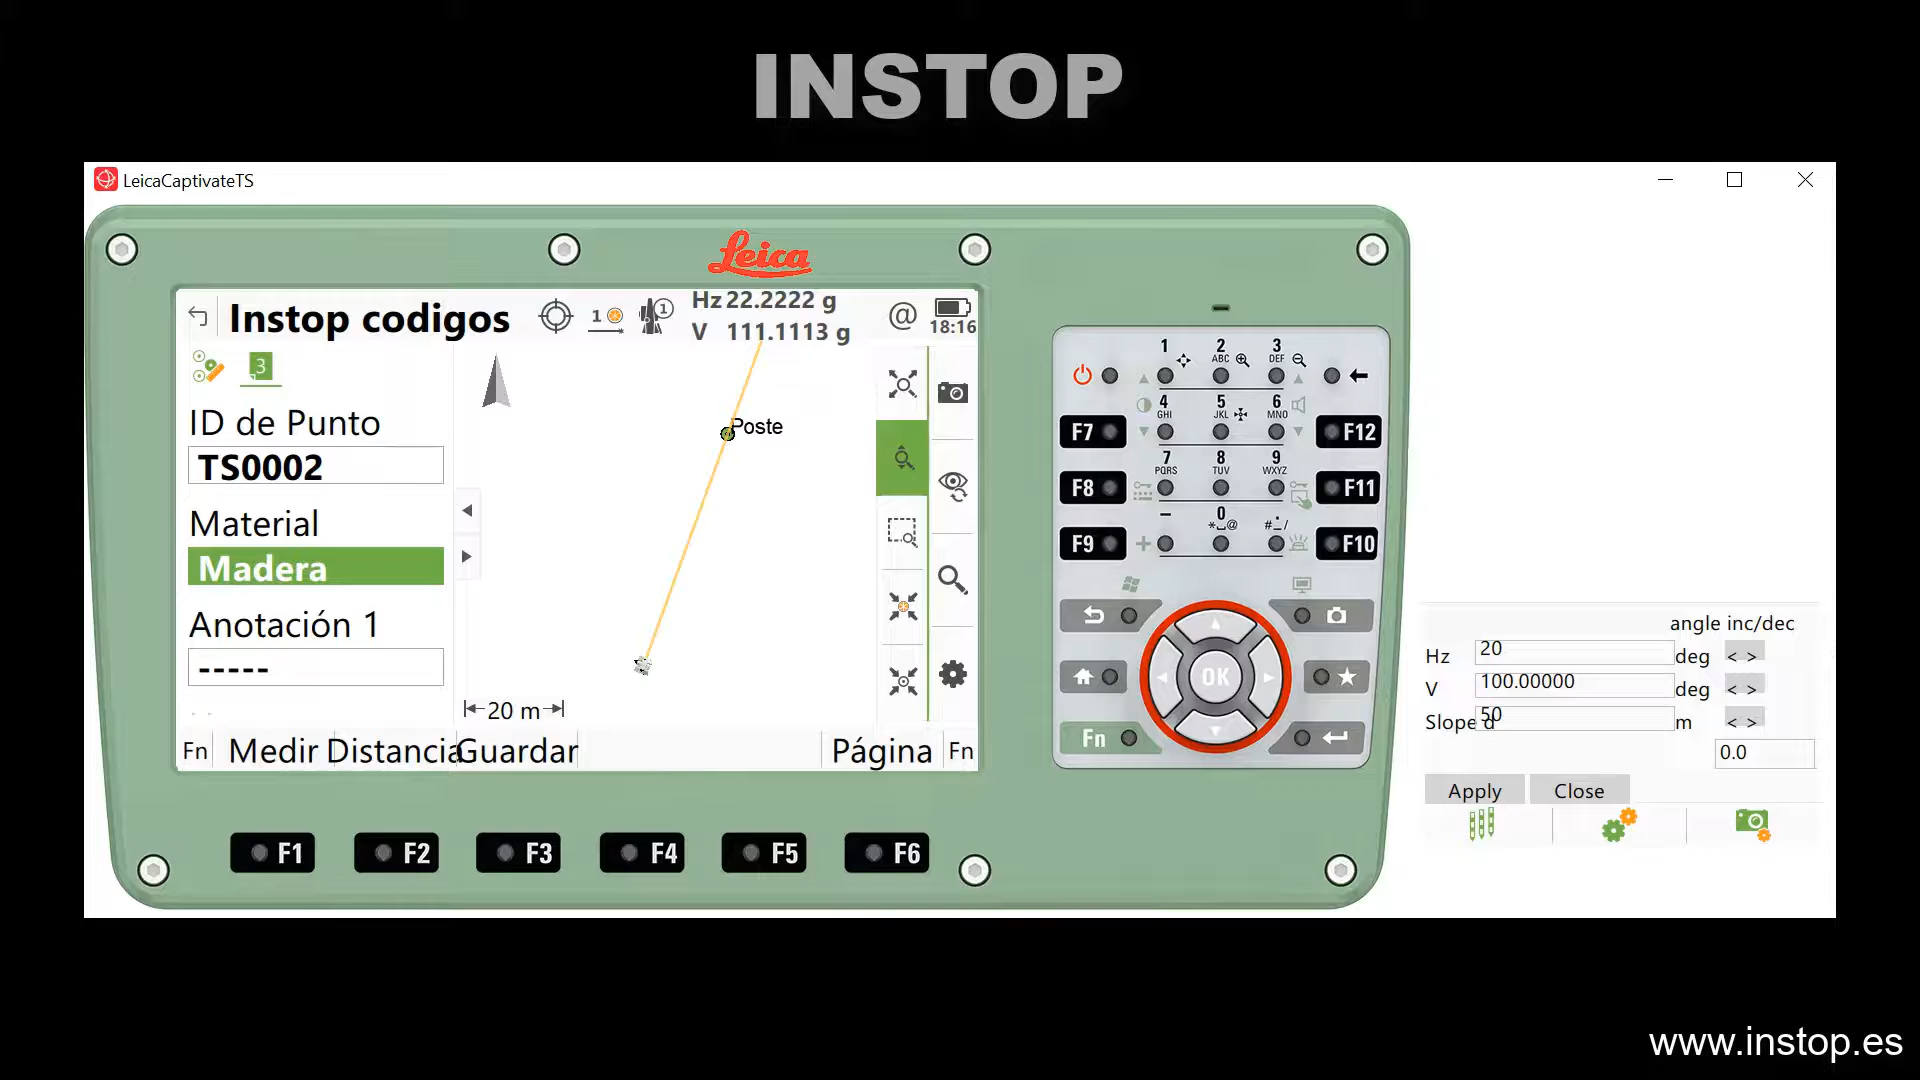 INSTOP
LeicaCaptivateTS
Leica
Instop codigos
1
1
Hz 22.2222 g
V 111.1113 g
@
18:16
3
ID de Punto
TS0002
Material
Madera
Anotación 1
-----
Poste
20 m
Fn Medir Distancia Guardar Página Fn
F1 F2 F3 F4 F5 F6
1 2 ABC 3 DEF
4 GHI 5 JKL 6 MNO
7 PQRS 8 TUV 9 WXYZ
0 *⎵@ #./
F7 F12
F8 F11
F9 F10
OK
Fn
angle inc/dec
Hz 20 deg < >
V 100.00000 deg < >
Slope d 50 m < >
0.0
Apply Close
www.instop.es